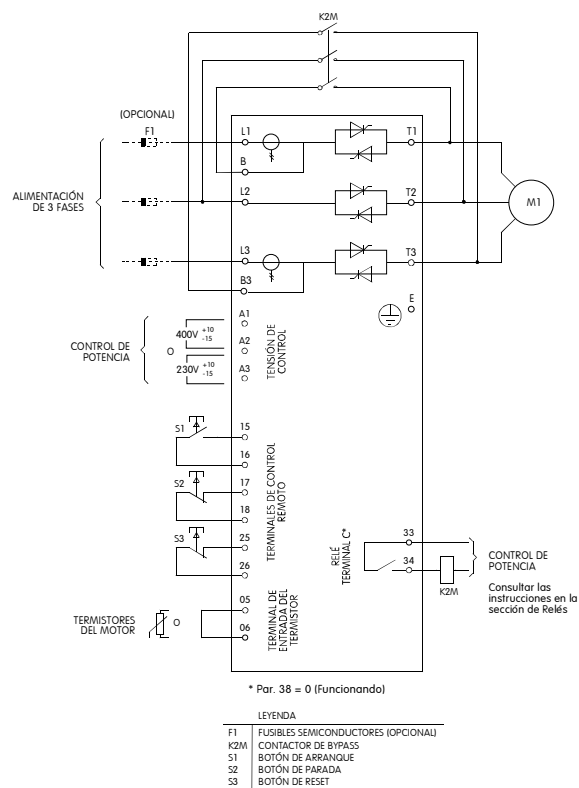 K2M
(OPCIONAL)
F1
L1
T1
B
ALIMENTACIÓN
DE 3 FASES
L2
T2
M1
L3
T3
B3
E
A1
400V +10 -15
A2
CONTROL DE
POTENCIA
O
230V +10 -15
A3
TENSIÓN DE
CONTROL
S1
15
16
S2
17
18
S3
25
26
TERMINALES DE CONTROL
REMOTO
RELÉ
TERMINAL C*
33
34
K2M
CONTROL DE
POTENCIA
Consultar las
instrucciones en la
sección de Relés
TERMISTORES
DEL MOTOR
O
05
06
TERMINAL DE
ENTRADA DEL
TERMISTOR
* Par. 38 = 0 (Funcionando)
LEYENDA
F1 FUSIBLES SEMICONDUCTORES (OPCIONAL)
K2M CONTACTOR DE BYPASS
S1 BOTÓN DE ARRANQUE
S2 BOTÓN DE PARADA
S3 BOTÓN DE RESET